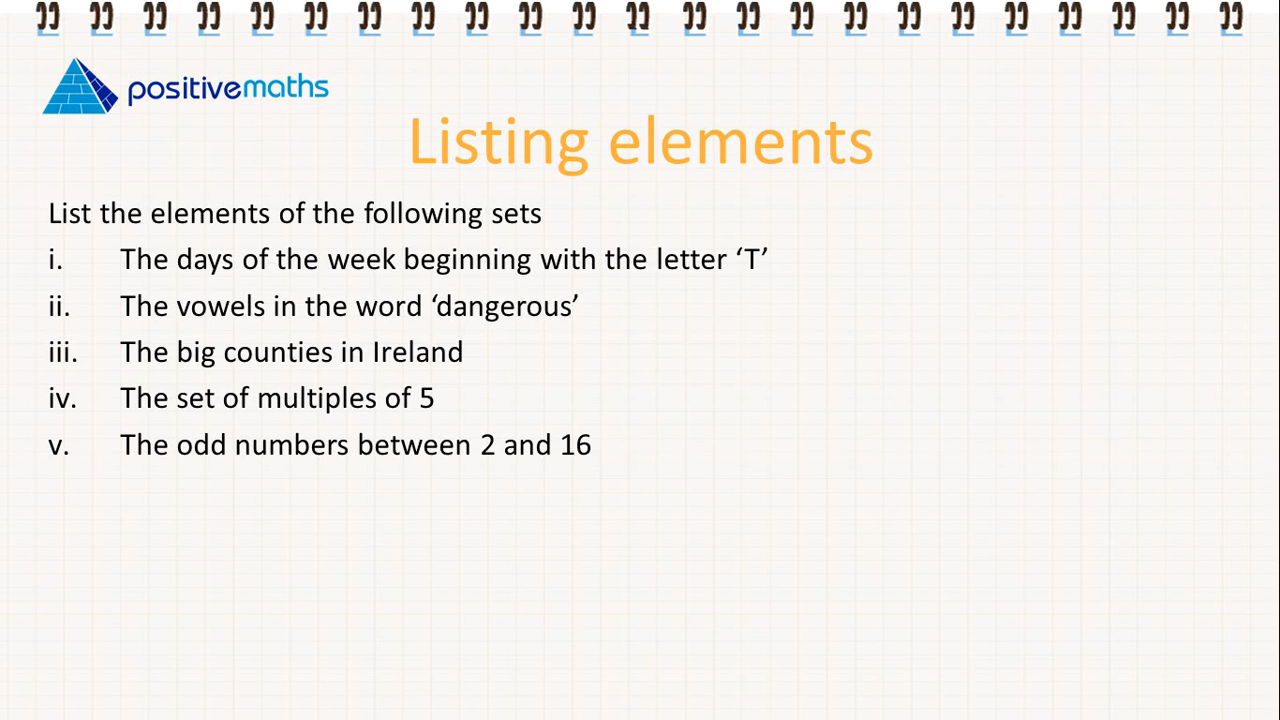 positivemaths
Listing elements
List the elements of the following sets
i. The days of the week beginning with the letter ‘T’
ii. The vowels in the word ‘dangerous’
iii. The big counties in Ireland
iv. The set of multiples of 5
v. The odd numbers between 2 and 16